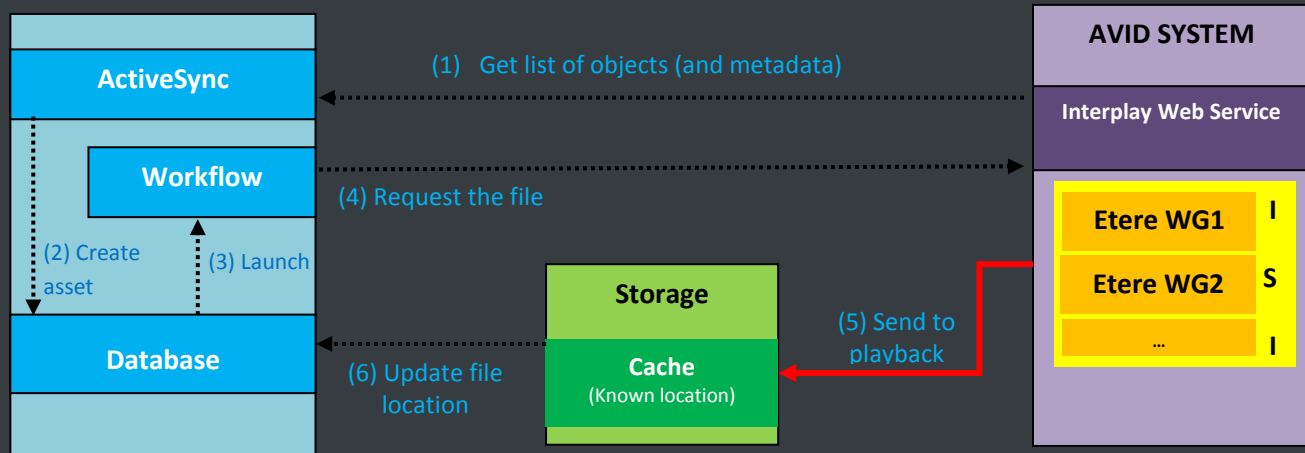 AVID SYSTEM
(1) Get list of objects (and metadata)
ActiveSync
Interplay Web Service
Workflow
(4) Request the file
Etere WG1
I
(2) Create
asset
(3) Launch
Etere WG2
S
Storage
(5) Send to
playback
...
I
Database
(6) Update file
location
Cache
(Known location)